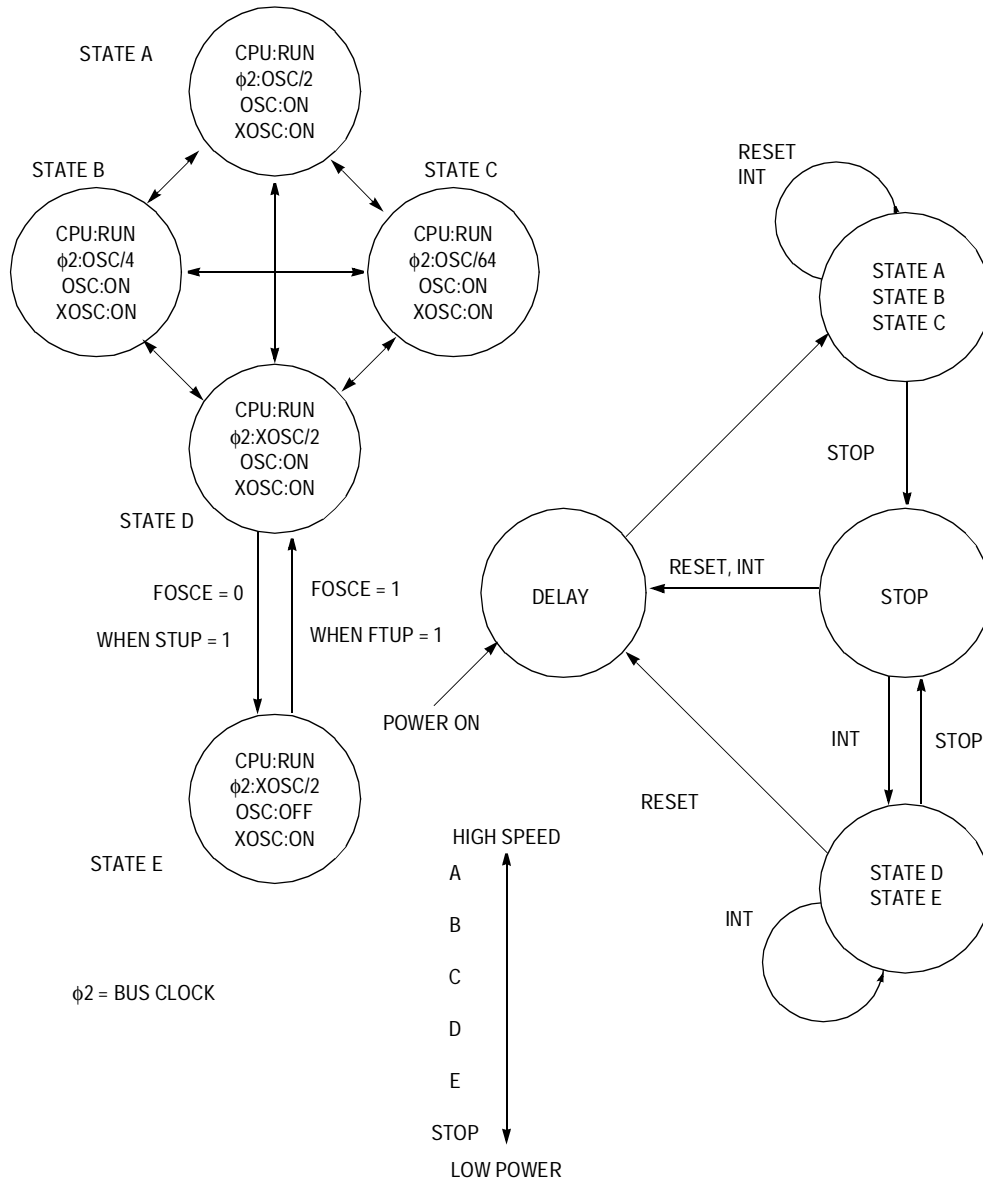 STATE A
CPU:RUN
ϕ2:OSC/2
OSC:ON
XOSC:ON
STATE B
CPU:RUN
ϕ2:OSC/4
OSC:ON
XOSC:ON
STATE C
CPU:RUN
ϕ2:OSC/64
OSC:ON
XOSC:ON
CPU:RUN
ϕ2:XOSC/2
OSC:ON
XOSC:ON
STATE D
FOSCE = 0
WHEN STUP = 1
FOSCE = 1
WHEN FTUP = 1
CPU:RUN
ϕ2:XOSC/2
OSC:OFF
XOSC:ON
STATE E
ϕ2 = BUS CLOCK
RESET
INT
STATE A
STATE B
STATE C
STOP
RESET, INT
DELAY
STOP
POWER ON
INT
STOP
RESET
STATE D
STATE E
INT
HIGH SPEED
A
B
C
D
E
STOP
LOW POWER